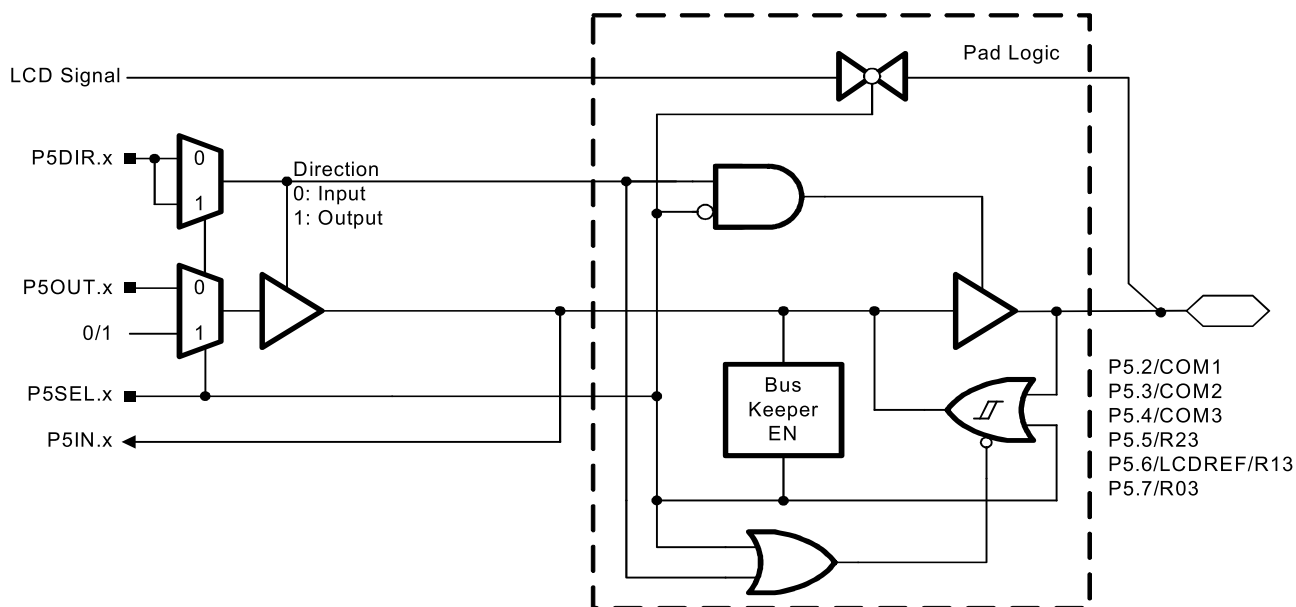 Pad Logic
LCD Signal
P5DIR.x
0
1
Direction
0: Input
1: Output
P5OUT.x
0
0/1
1
P5SEL.x
P5IN.x
Bus
Keeper
EN
P5.2/COM1
P5.3/COM2
P5.4/COM3
P5.5/R23
P5.6/LCDREF/R13
P5.7/R03